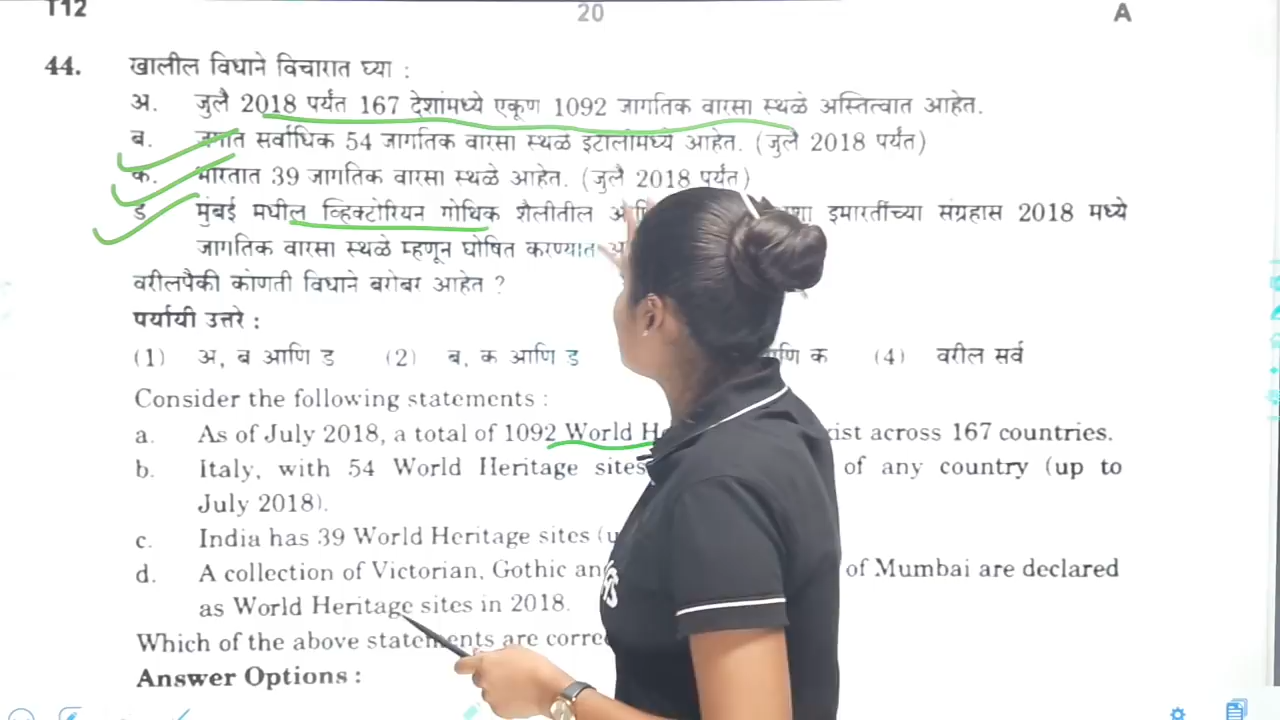 T12 20 A
44. खालील विधाने विचारात घ्या :
अ. जुलै 2018 पर्यंत 167 देशांमध्ये एकूण 1092 जागतिक वारसा स्थळे अस्तित्वात आहेत.
ब. सर्वाधिक 54 जागतिक वारसा स्थळे इटालीमध्ये आहेत. (जुलै 2018 पर्यंत)
क. भारतात 39 जागतिक वारसा स्थळे आहेत. (जुलै 2018 पर्यंत)
ड. मुंबई मधील व्हिक्टोरियन गोथिक शैलीतील इमारतींच्या संग्रहास 2018 मध्ये
जागतिक वारसा स्थळे म्हणून घोषित करण्यात
वरीलपैकी कोणती विधाने बरोबर आहेत ?
पर्यायी उत्तरे :
(1) अ, ब आणि ड (2) ब, क आणि ड क (4) वरील सर्व
Consider the following statements :
a. As of July 2018, a total of 1092 World across 167 countries.
b. Italy, with 54 World Heritage sites of any country (up to
July 2018).
c. India has 39 World Heritage sites
d. A collection of Victorian, Gothic of Mumbai are declared
as World Heritage sites in 2018.
Which of the above statements are
Answer Options :